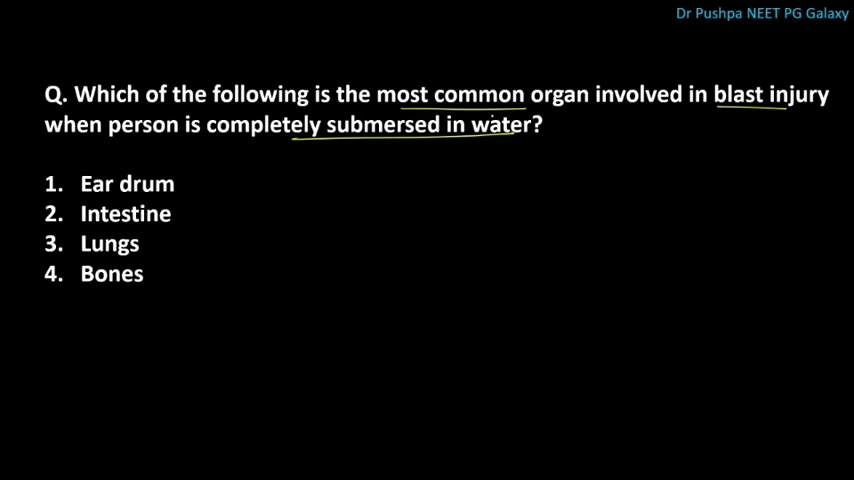 Dr Pushpa NEET PG Galaxy
Q. Which of the following is the most common organ involved in blast injury
when person is completely submersed in water?
1. Ear drum
2. Intestine
3. Lungs
4. Bones